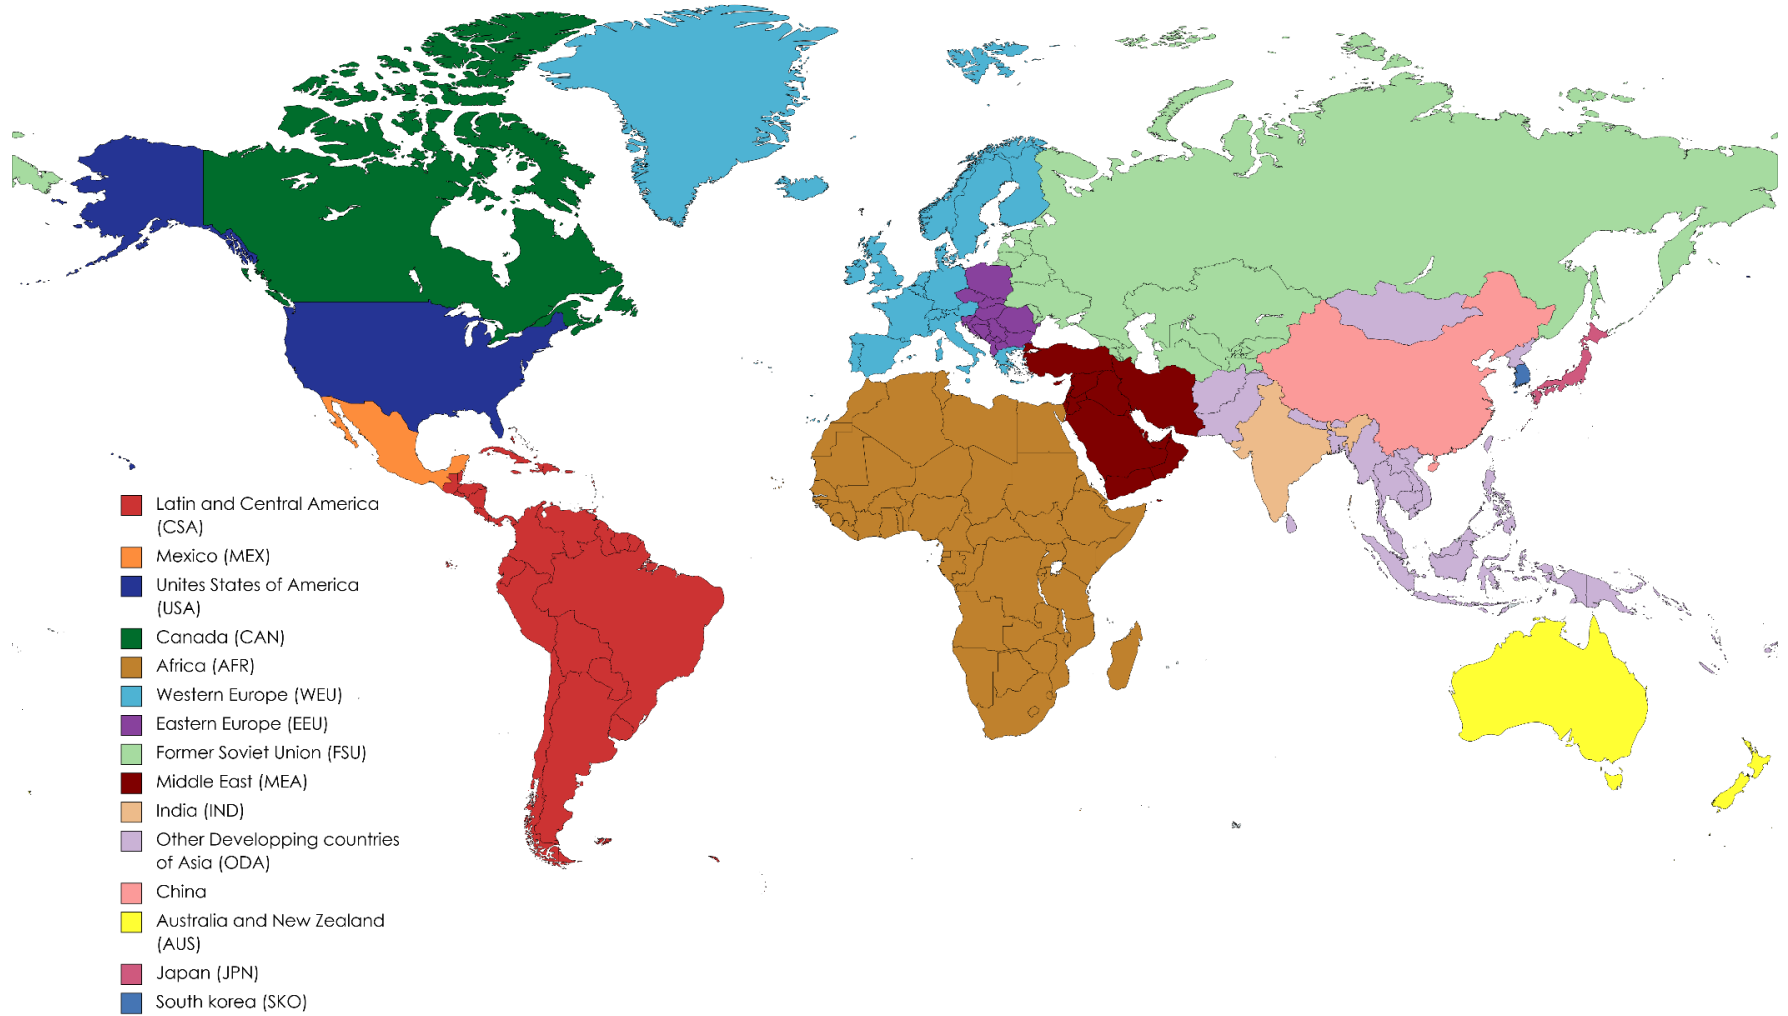 Latin and Central America
(CSA)
Mexico (MEX)
Unites States of America
(USA)
Canada (CAN)
Africa (AFR)
Western Europe (WEU)
Eastern Europe (EEU)
Former Soviet Union (FSU)
Middle East (MEA)
India (IND)
Other Developping countries
of Asia (ODA)
China
Australia and New Zealand
(AUS)
Japan (JPN)
South korea (SKO)